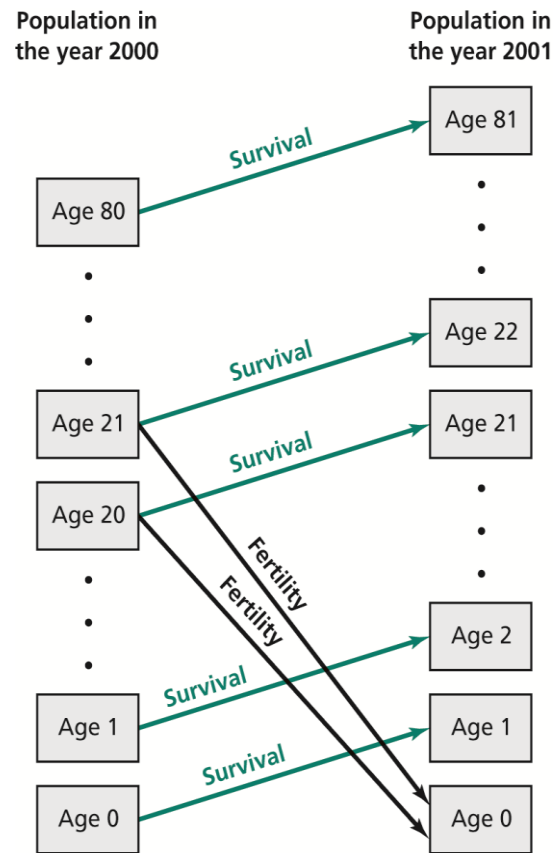 Population in
the year 2000
Population in
the year 2001
Age 81
Survival
Age 80
Age 22
Survival
Age 21
Age 21
Survival
Age 20
Fertility
Fertility
Age 2
Survival
Age 1
Age 1
Survival
Age 0
Age 0